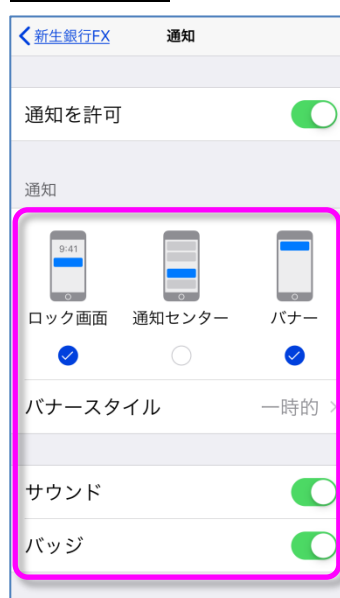 新生銀行FX 通知
通知を許可
通知
9:41
ロック画面 通知センター バナー
バナースタイル 一時的
サウンド
バッジ